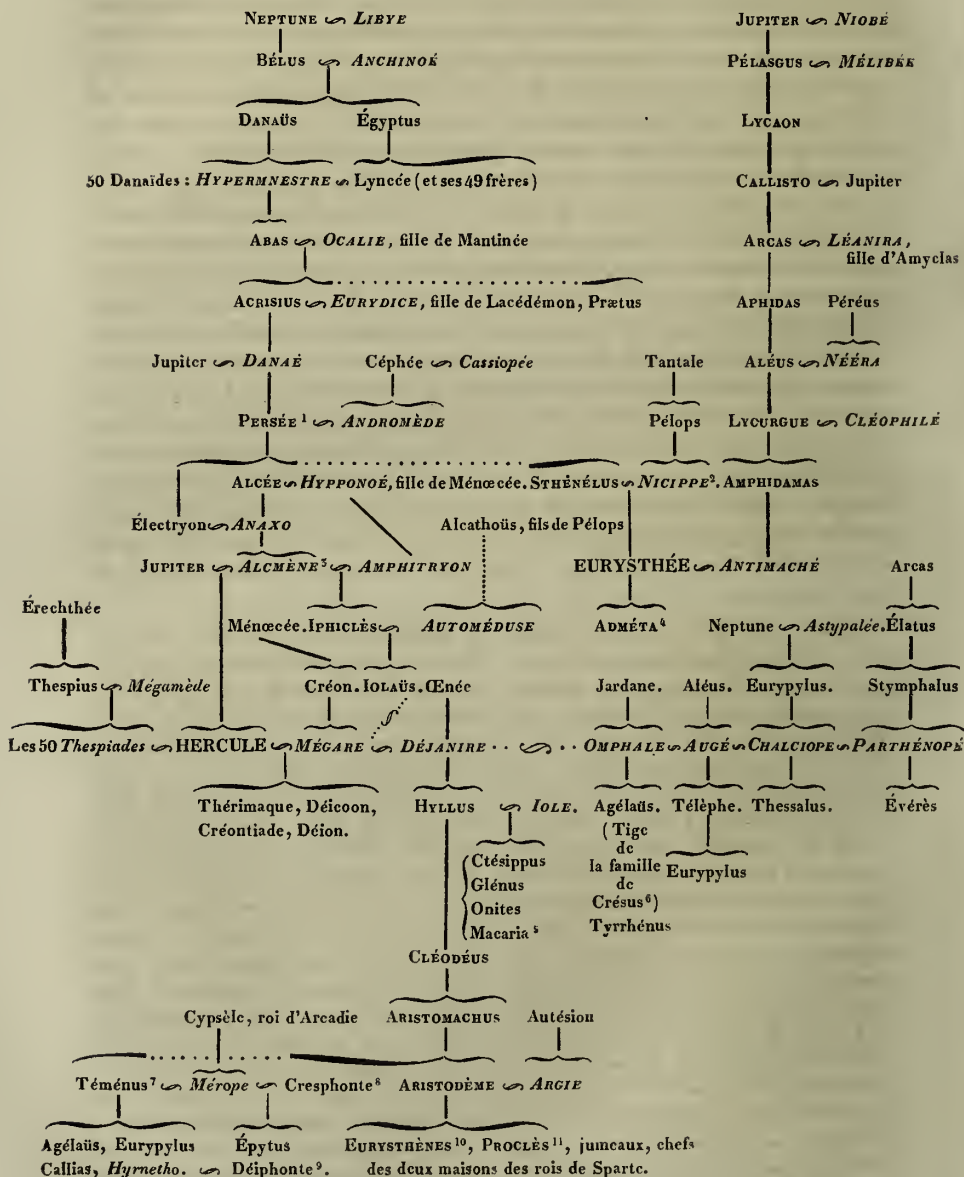 NEPTUNE ∽ LIBYE JUPITER ∽ NIOBÉ
BÉLUS ∽ ANCHINOÉ PÉLASGUS ∽ MÉLIBÉE
DANAÜS Égyptus LYCAON
50 Danaïdes : HYPERMNESTRE ∽ Lyncée (et ses 49 frères) CALLISTO ∽ Jupiter
ABAS ∽ OCALIE, fille de Mantinée ARCAS ∽ LÉANIRA,
fille d'Amyclas
ACRISIUS ∽ EURYDICE, fille de Lacédémon, Prætus APHIDAS Péréus
Jupiter ∽ DANAÉ Céphée ∽ Cassiopée Tantale ALÉUS ∽ NÉÉRA
PERSÉE ¹ ∽ ANDROMÈDE Pélops LYCURGUE ∽ CLÉOPHILÉ
ALCÉE ∽ HYPPONOÉ, fille de Ménœcée. STHÉNÉLUS ∽ NICIPPE². AMPHIDAMAS
Électryon ∽ ANAXO Alcathoüs, fils de Pélops
JUPITER ∽ ALCMÈNE³ ∽ AMPHITRYON EURYSTHÉE ∽ ANTIMACHÉ Arcas
Érechthée
Ménœcée. IPHICLÈS ∽ AUTOMÉDUSE ADMÉTA⁴ Neptune ∽ Astypalée. Élatus
Thespius ∽ Mégamède Créon. IOLAÜS. Œnée Jardane. Aléus. Eurypylus. Stymphalus
Les 50 Thespiades ∽ HERCULE ∽ MÉGARE ∽ DÉJANIRE ·· ∽ ·· OMPHALE ∽ AUGÉ ∽ CHALCIOPE ∽ PARTHÉNOPÉ
Thérimaque, Déicoon, HYLLUS ∽ IOLE. Agélaüs. Télèphe. Thessalus. Évérès
Créontiade, Déion.
(Tige
de
la famille
de
Crésus⁶)
Tyrrhénus
Eurypylus
Ctésippus
Glénus
Onites
Macaria ⁵
CLÉODÉUS
Cypsèle, roi d'Arcadie ARISTOMACHUS Autésion
Téménus⁷ ∽ Mérope ∽ Cresphonte⁸ ARISTODÈME ∽ ARGIE
Agélaüs, Eurypylus Épytus EURYSTHÈNES¹⁰, PROCLÈS¹¹, jumeaux, chefs
Callias, Hyrnetho. ∽ Déiphonte⁹. des deux maisons des rois de Sparte.